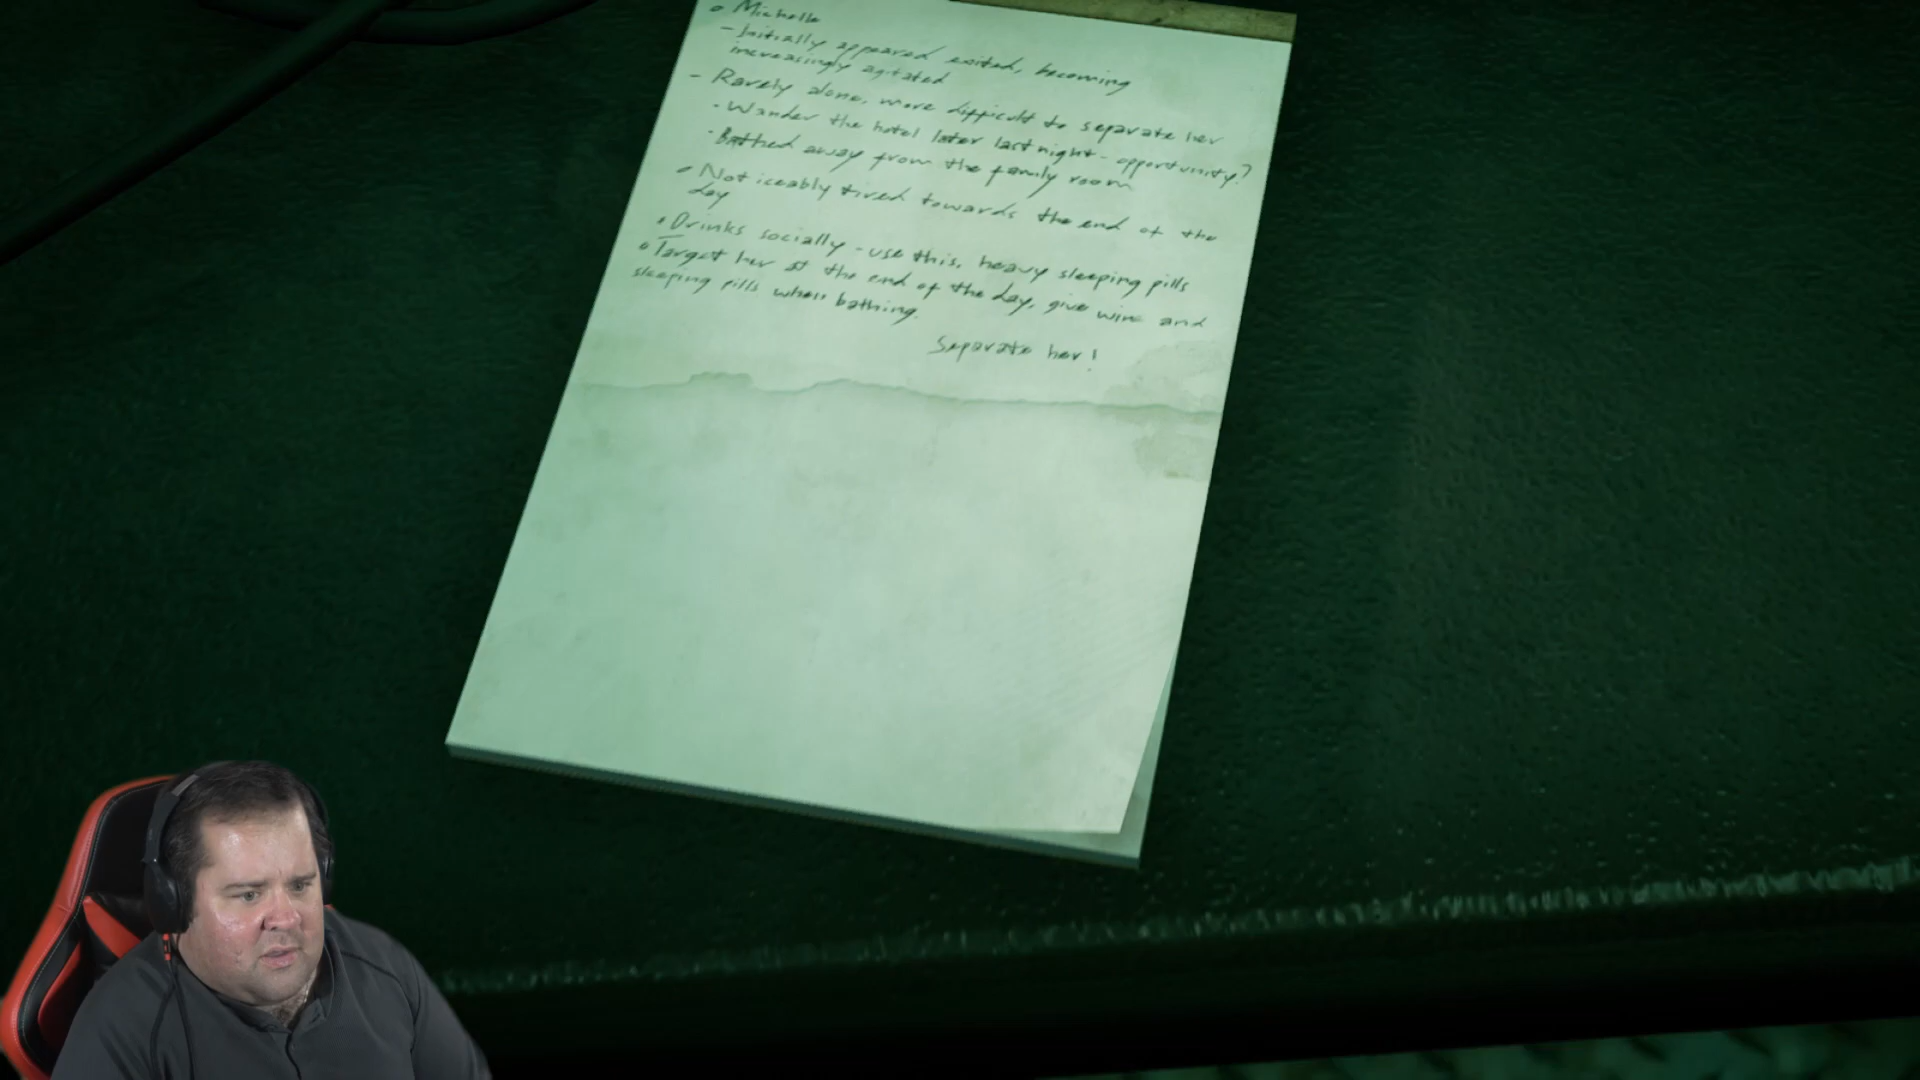 • Michelle
- Initially appeared exited, becoming
increasingly agitated
- Rarely alone, more difficult to separate her
• Wander the hotel later last night - opportunity?
• Bathed away from the family room
• Noticeably tired towards the end of the
day
• Drinks socially - use this, heavy sleeping pills
• Target her at the end of the day, give wine and
sleeping pills when bathing.
Separate her!